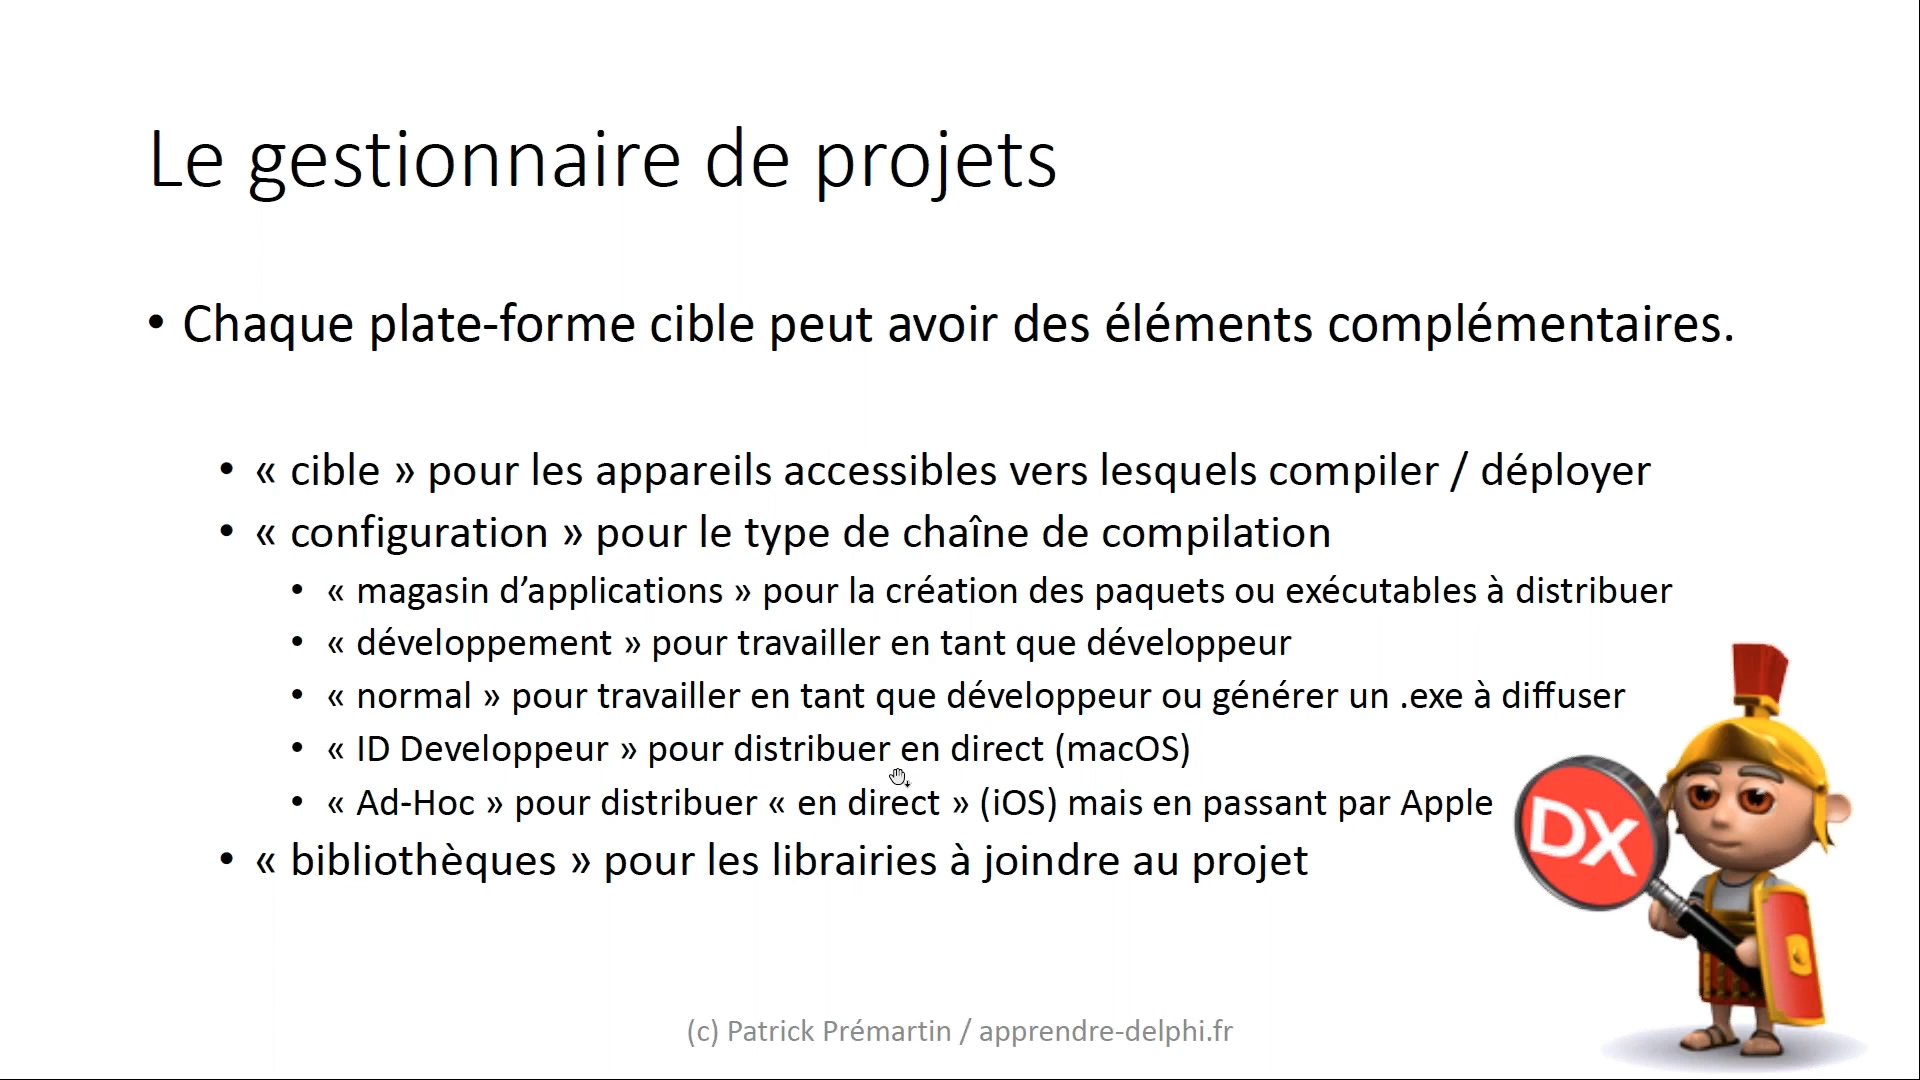 Le gestionnaire de projets
• Chaque plate-forme cible peut avoir des éléments complémentaires.
• « cible » pour les appareils accessibles vers lesquels compiler / déployer
• « configuration » pour le type de chaîne de compilation
• « magasin d’applications » pour la création des paquets ou exécutables à distribuer
• « développement » pour travailler en tant que développeur
• « normal » pour travailler en tant que développeur ou générer un .exe à diffuser
• « ID Developpeur » pour distribuer en direct (macOS)
• « Ad-Hoc » pour distribuer « en direct » (iOS) mais en passant par Apple
• « bibliothèques » pour les librairies à joindre au projet
DX
(c) Patrick Prémartin / apprendre-delphi.fr